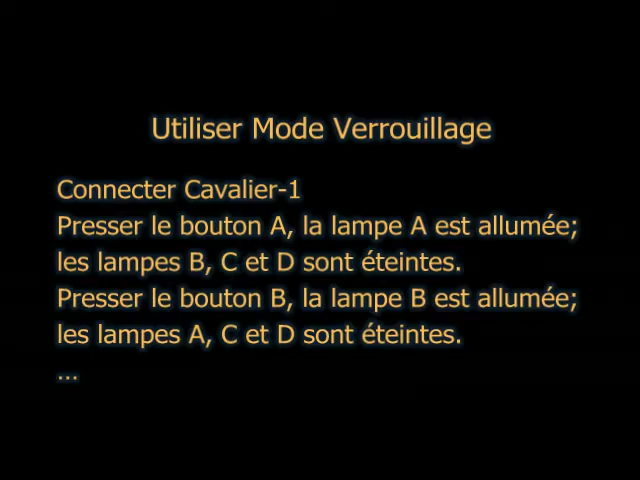 Utiliser Mode Verrouillage
Connecter Cavalier-1
Presser le bouton A, la lampe A est allumée;
les lampes B, C et D sont éteintes.
Presser le bouton B, la lampe B est allumée;
les lampes A, C et D sont éteintes.
...